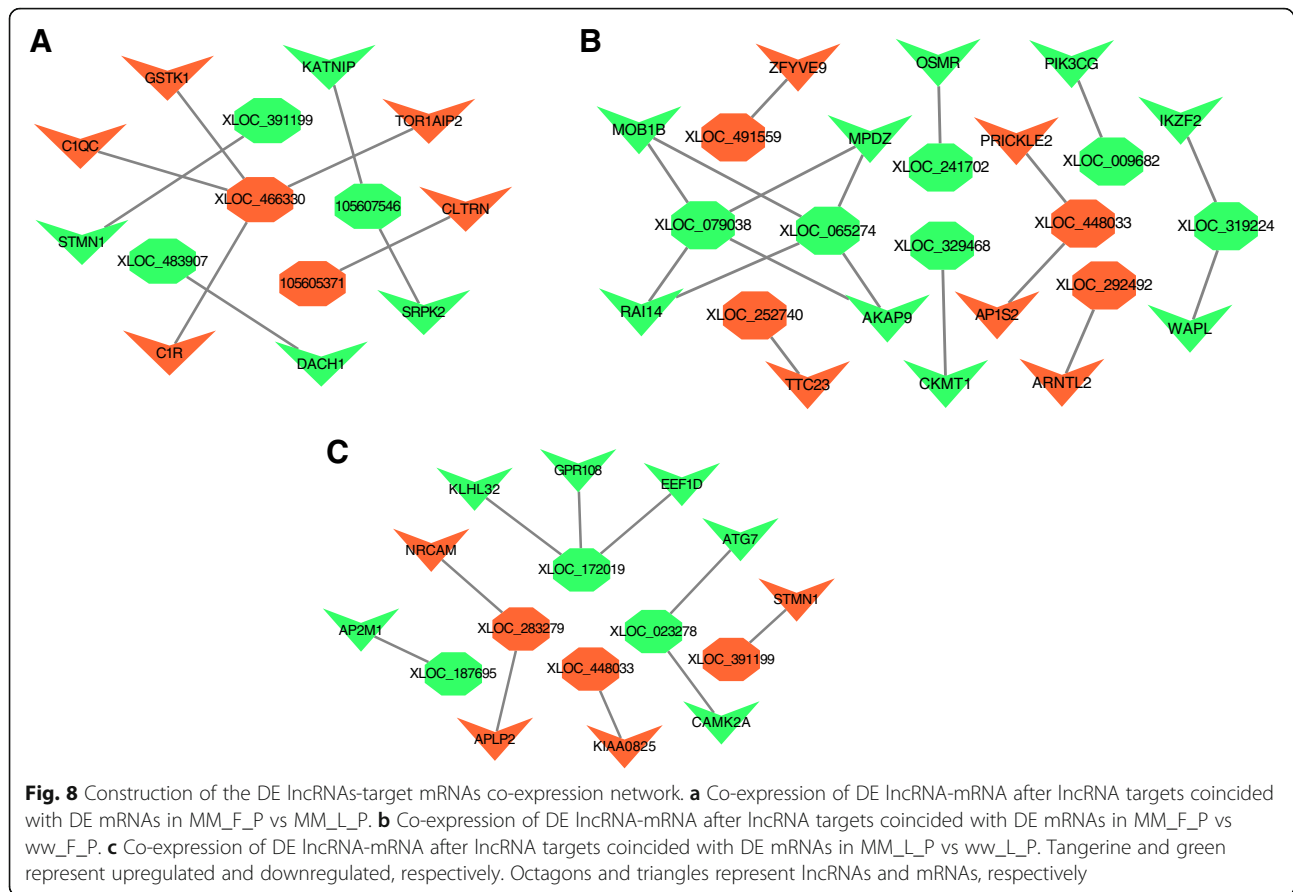 A
GSTK1
KATNIP
XLOC_391199
TOR1AIP2
C1QC
XLOC_466330
105607546
CLTRN
STMN1
XLOC_483907
105605371
SRPK2
C1R
DACH1
B
ZFYVE9
OSMR
PIK3CG
MOB1B
XLOC_491559
MPDZ
PRICKLE2
IKZF2
XLOC_241702
XLOC_009682
XLOC_079038
XLOC_065274
XLOC_448033
XLOC_319224
XLOC_329468
XLOC_292492
RAI14
XLOC_252740
AKAP9
AP1S2
WAPL
TTC23
CKMT1
ARNTL2
C
KLHL32
GPR108
EEF1D
NRCAM
ATG7
XLOC_172019
STMN1
AP2M1
XLOC_283279
XLOC_023278
XLOC_187695
XLOC_448033
XLOC_391199
APLP2
KIAA0825
CAMK2A
Fig. 8 Construction of the DE lncRNAs-target mRNAs co-expression network. a Co-expression of DE lncRNA-mRNA after lncRNA targets coincided
with DE mRNAs in MM_F_P vs MM_L_P. b Co-expression of DE lncRNA-mRNA after lncRNA targets coincided with DE mRNAs in MM_F_P vs
ww_F_P. c Co-expression of DE lncRNA-mRNA after lncRNA targets coincided with DE mRNAs in MM_L_P vs ww_L_P. Tangerine and green
represent upregulated and downregulated, respectively. Octagons and triangles represent lncRNAs and mRNAs, respectively